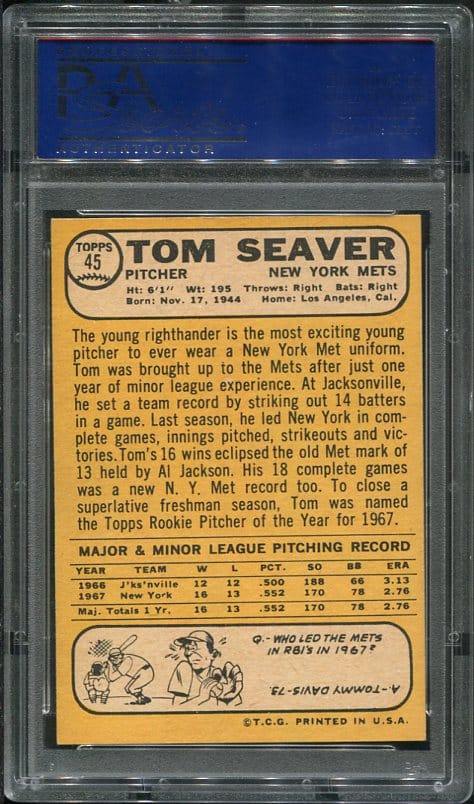 PSA
AUTHENTICATOR
TOPPS
45
TOM SEAVER
PITCHER NEW YORK METS
Ht: 6'1" Wt: 195 Throws: Right Bats: Right
Born: Nov. 17, 1944 Home: Los Angeles, Cal.
The young righthander is the most exciting young
pitcher to ever wear a New York Met uniform.
Tom was brought up to the Mets after just one
year of minor league experience. At Jacksonville,
he set a team record by striking out 14 batters
in a game. Last season, he led New York in com-
plete games, innings pitched, strikeouts and vic-
tories. Tom's 16 wins eclipsed the old Met mark of
13 held by Al Jackson. His 18 complete games
was a new N. Y. Met record too. To close a
superlative freshman season, Tom was named
the Topps Rookie Pitcher of the Year for 1967.
MAJOR & MINOR LEAGUE PITCHING RECORD
YEAR TEAM W L PCT. SO BB ERA
1966 J'ks'nville 12 12 .500 188 66 3.13
1967 New York 16 13 .552 170 78 2.76
Maj. Totals 1 Yr. 16 13 .552 170 78 2.76
Q.- WHO LED THE METS
IN RBI'S IN 1967?
A.-TOMMY DAVIS-73.
©T.C.G. PRINTED IN U.S.A.